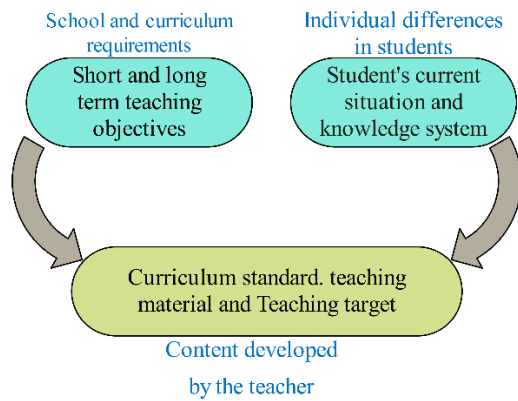 School and curriculum
requirements
Short and long
term teaching
objectives
Individual differences
in students
Student's current
situation and
knowledge system
Curriculum standard. teaching
material and Teaching target
Content developed
by the teacher